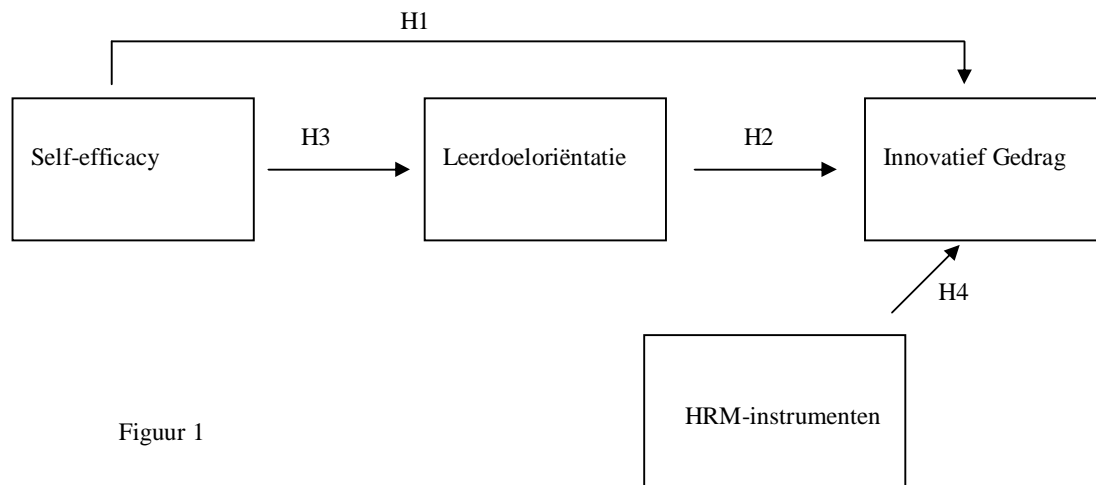 H1
Self-efficacy
H3
Leerdoeloriëntatie
H2
Innovatief Gedrag
H4
HRM-instrumenten
Figuur 1